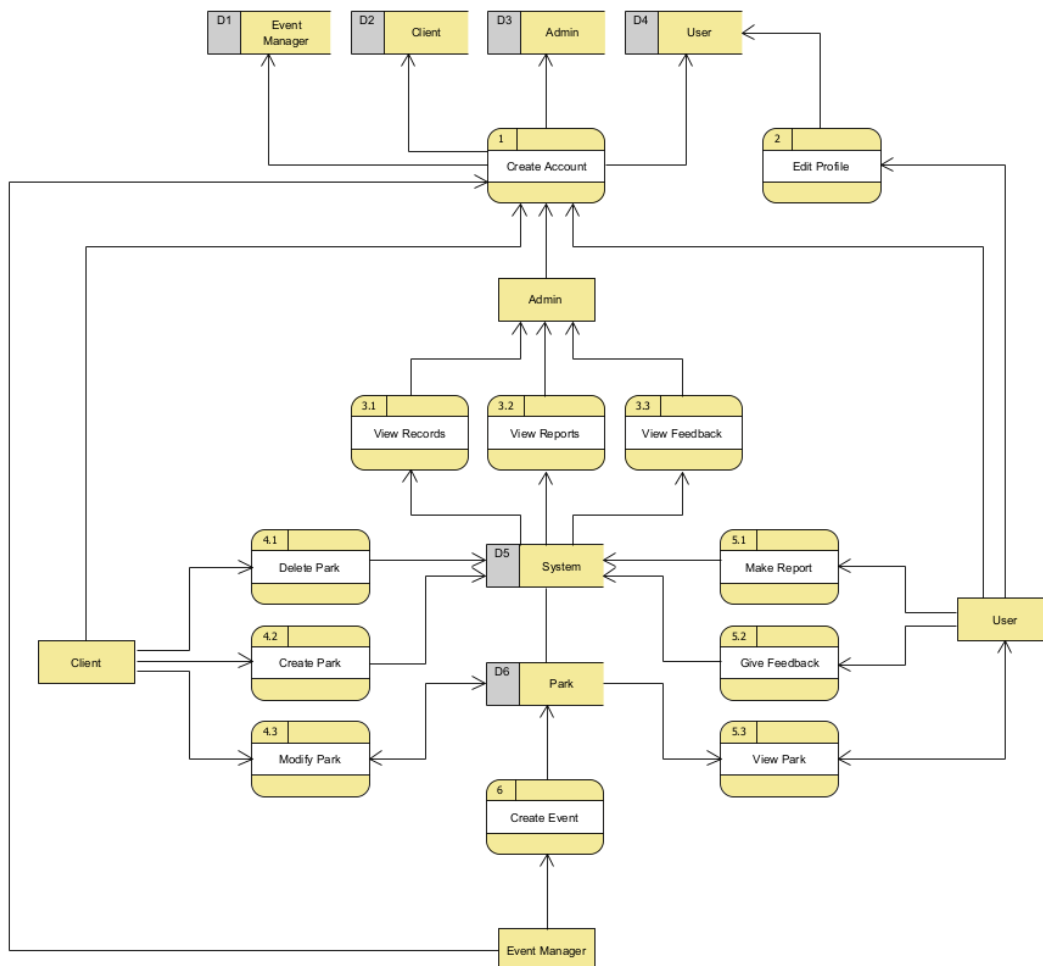 D1
Event
Manager
D2
Client
D3
Admin
D4
User
1
Create Account
2
Edit Profile
Admin
3.1
View Records
3.2
View Reports
3.3
View Feedback
4.1
Delete Park
D5
System
5.1
Make Report
Client
4.2
Create Park
D6
Park
5.2
Give Feedback
User
4.3
Modify Park
5.3
View Park
6
Create Event
Event Manager